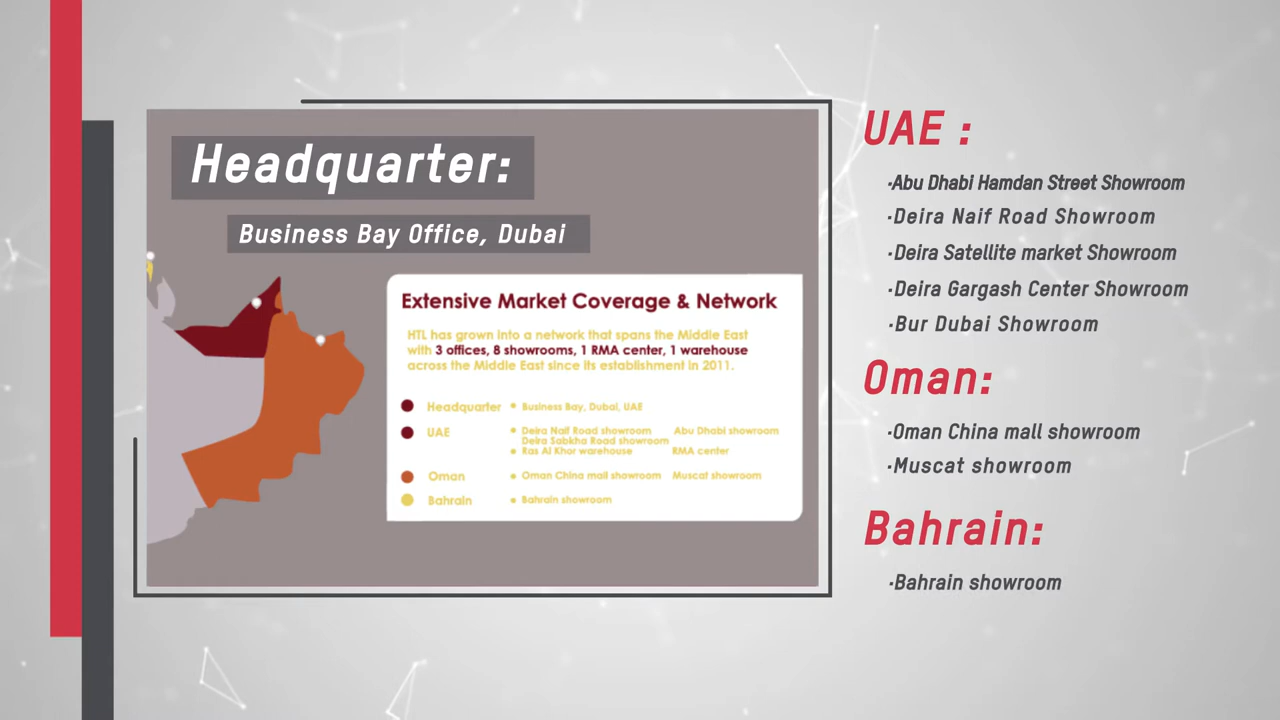 Headquarter:
Business Bay Office, Dubai
Extensive Market Coverage & Network
HTL has grown into a network that spans the Middle East
with 3 offices, 8 showrooms, 1 RMA center, 1 warehouse
across the Middle East since its establishment in 2011.
Headquarter • Business Bay, Dubai, UAE
UAE • Deira Naif Road showroom Abu Dhabi showroom
Deira Sabkha Road showroom
• Ras Al Khor warehouse RMA center
Oman • Oman China mall showroom Muscat showroom
Bahrain • Bahrain showroom
UAE :
·Abu Dhabi Hamdan Street Showroom
·Deira Naif Road Showroom
·Deira Satellite market Showroom
·Deira Gargash Center Showroom
·Bur Dubai Showroom
Oman:
·Oman China mall showroom
·Muscat showroom
Bahrain:
·Bahrain showroom